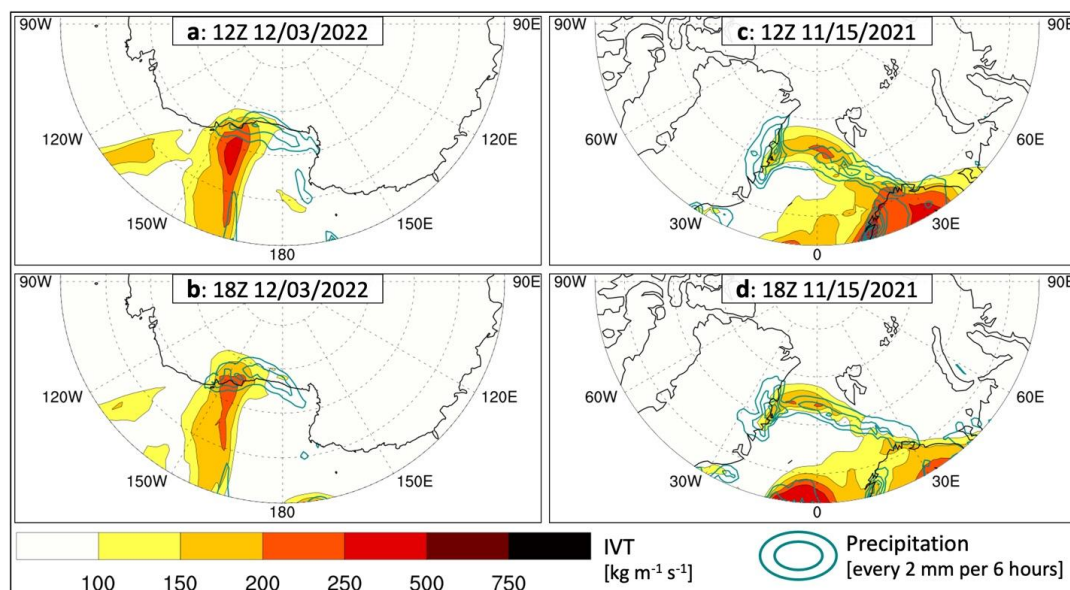 a: 12Z 12/03/2022
90W
90E
120W
120E
150W
150E
180
b: 18Z 12/03/2022
90W
90E
120W
120E
150W
150E
180
c: 12Z 11/15/2021
90W
90E
60W
60E
30W
30E
0
d: 18Z 11/15/2021
90W
90E
60W
60E
30W
30E
0
100 150 200 250 500 750
IVT
[kg m⁻¹ s⁻¹]
Precipitation
[every 2 mm per 6 hours]